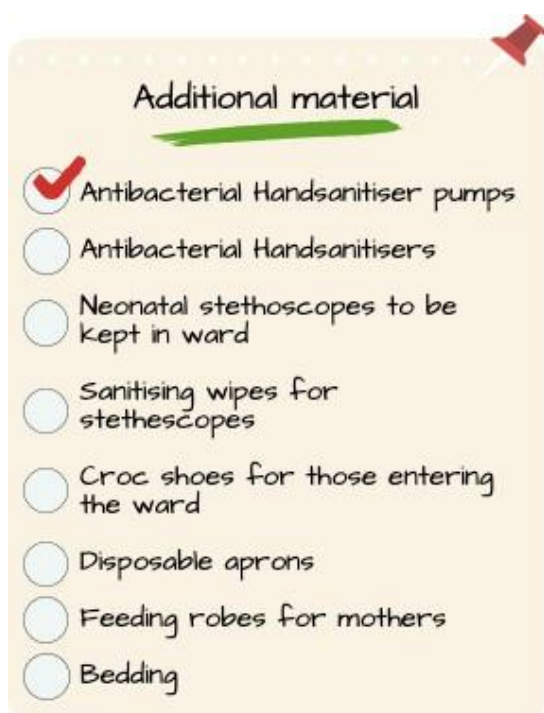 Additional material
Antibacterial Handsanitiser pumps
Antibacterial Handsanitisers
Neonatal stethoscopes to be
kept in ward
Sanitising wipes for
stethescopes
Croc shoes for those entering
the ward
Disposable aprons
Feeding robes for mothers
Bedding